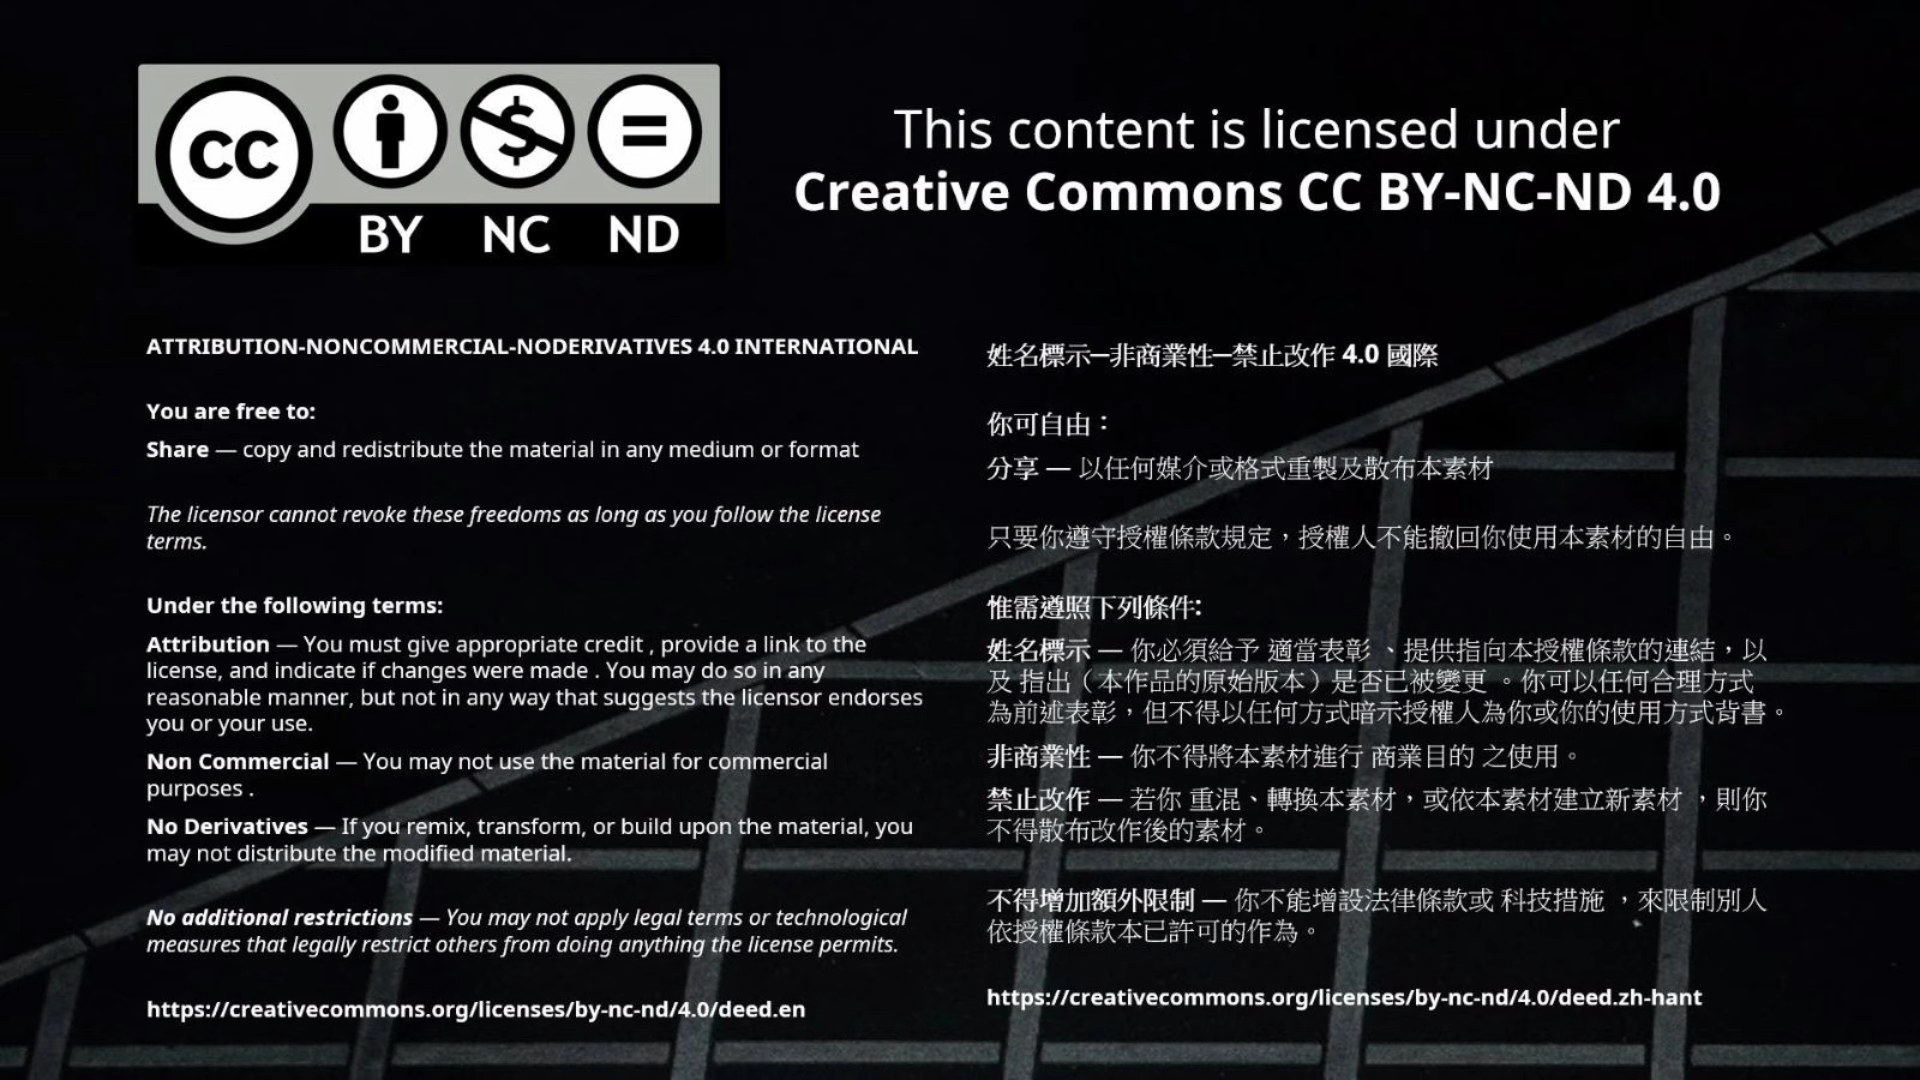 cc
BY NC ND
This content is licensed under
Creative Commons CC BY-NC-ND 4.0
ATTRIBUTION-NONCOMMERCIAL-NODERIVATIVES 4.0 INTERNATIONAL
You are free to:
Share — copy and redistribute the material in any medium or format
The licensor cannot revoke these freedoms as long as you follow the license
terms.
Under the following terms:
Attribution — You must give appropriate credit , provide a link to the
license, and indicate if changes were made . You may do so in any
reasonable manner, but not in any way that suggests the licensor endorses
you or your use.
Non Commercial — You may not use the material for commercial
purposes .
No Derivatives — If you remix, transform, or build upon the material, you
may not distribute the modified material.
No additional restrictions — You may not apply legal terms or technological
measures that legally restrict others from doing anything the license permits.
https://creativecommons.org/licenses/by-nc-nd/4.0/deed.en
姓名標示─非商業性─禁止改作 4.0 國際
你可自由：
分享 — 以任何媒介或格式重製及散布本素材
只要你遵守授權條款規定，授權人不能撤回你使用本素材的自由。
惟需遵照下列條件:
姓名標示 — 你必須給予 適當表彰 、提供指向本授權條款的連結，以
及 指出（本作品的原始版本）是否已被變更 。你可以任何合理方式
為前述表彰，但不得以任何方式暗示授權人為你或你的使用方式背書。
非商業性 — 你不得將本素材進行 商業目的 之使用。
禁止改作 — 若你 重混、轉換本素材，或依本素材建立新素材 ，則你
不得散布改作後的素材。
不得增加額外限制 — 你不能增設法律條款或 科技措施 ，來限制別人
依授權條款本已許可的作為。
https://creativecommons.org/licenses/by-nc-nd/4.0/deed.zh-hant